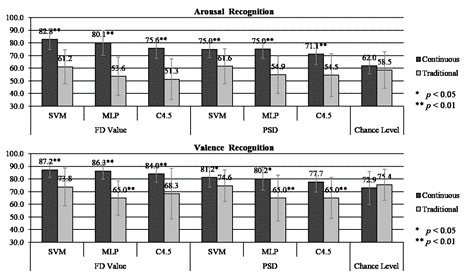 Arousal Recognition
100.0
90.0
80.0
70.0
60.0
50.0
40.0
30.0
82.8** 61.2 80.1** 53.6 75.6** 51.3 75.0** 61.6 75.0** 54.9 71.1** 54.5 62.0 58.5
SVM MLP C4.5 SVM MLP C4.5 Chance Level
FD Value PSD
Continuous
Traditional
* p < 0.05
** p < 0.01
Valence Recognition
100.0
90.0
80.0
70.0
60.0
50.0
40.0
30.0
87.2** 73.8 86.3** 65.0** 84.0** 68.3 81.2* 74.6 80.2* 65.0** 77.7 65.0** 72.9 75.4
SVM MLP C4.5 SVM MLP C4.5 Chance Level
FD Value PSD
Continuous
Traditional
* p < 0.05
** p < 0.01